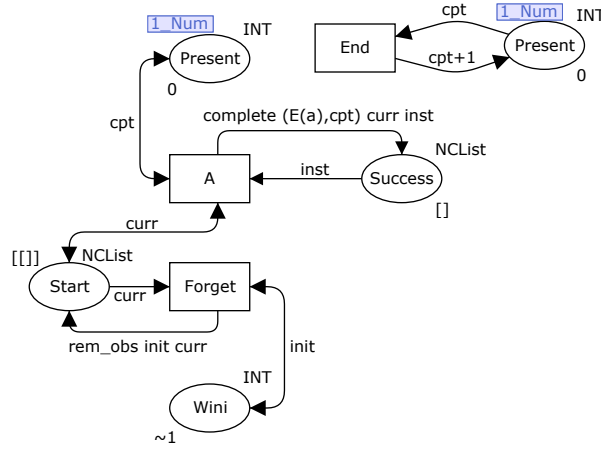 1_Num
INT
Present
0
cpt
1_Num
INT
End
Present
cpt+1
0
cpt
complete (E(a),cpt) curr inst
NCList
A
inst
Success
[]
curr
[[]]
NCList
Start
curr
Forget
rem_obs init curr
init
INT
Wini
~1